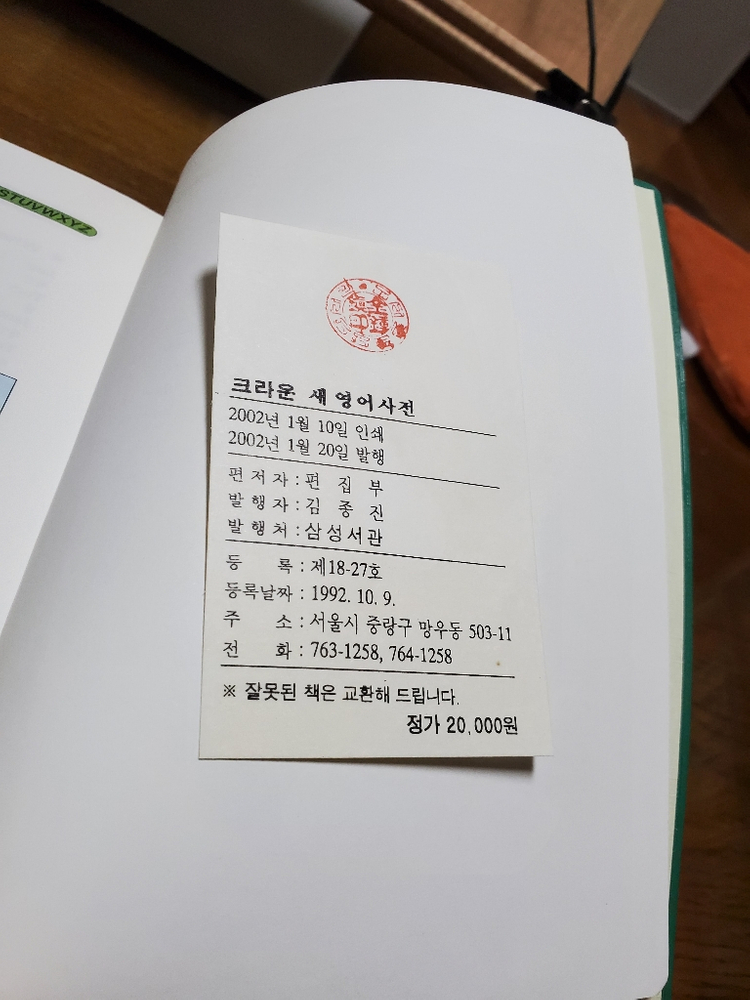 STUVWXYZ
크라운 새영어사전
2002년 1월 10일 인쇄
2002년 1월 20일 발행
편 저 자 : 편 집 부
발 행 자 : 김 종 진
발 행 처 : 삼성서관
등 록 : 제18-27호
등록날짜 : 1992. 10. 9.
주 소 : 서울시 중랑구 망우동 503-11
전 화 : 763-1258, 764-1258
※ 잘못된 책은 교환해 드립니다.
정가 20,000원